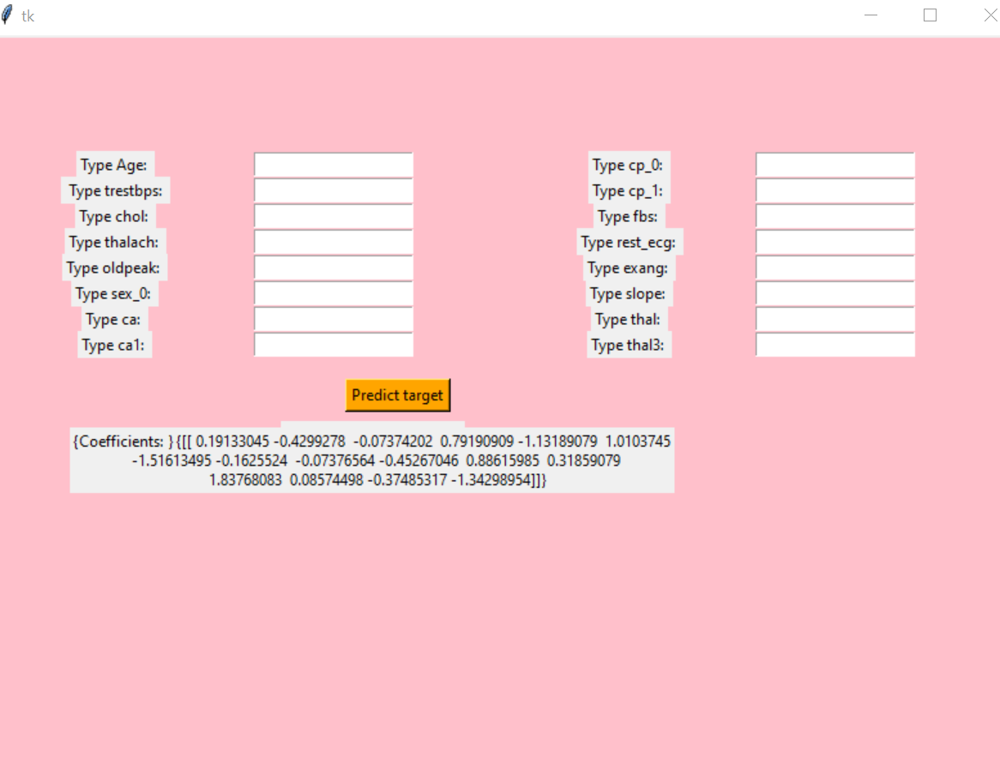 tk
Type Age:
Type trestbps:
Type chol:
Type thalach:
Type oldpeak:
Type sex_0:
Type ca:
Type ca1:
Type cp_0:
Type cp_1:
Type fbs:
Type rest_ecg:
Type exang:
Type slope:
Type thal:
Type thal3:
Predict target
{Coefficients: } {[[ 0.19133045 -0.4299278  -0.07374202  0.79190909 -1.13189079  1.0103745
-1.51613495 -0.1625524  -0.07376564 -0.45267046  0.88615985  0.31859079
1.83768083  0.08574498 -0.37485317 -1.34298954]]}